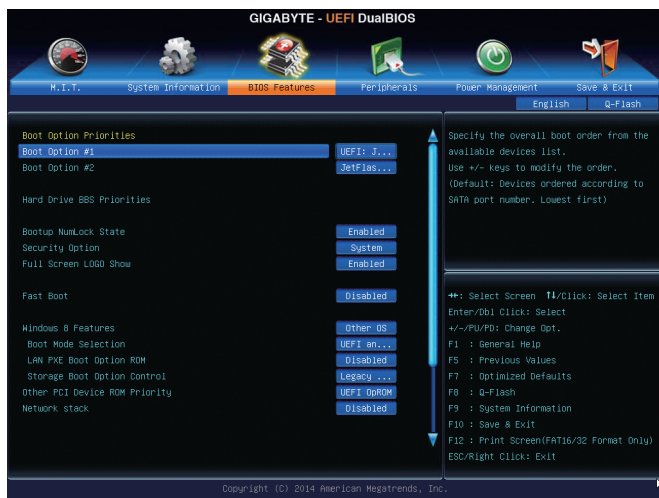 GIGABYTE - UEFI DualBIOS
M.I.T. System Information BIOS Features Peripherals Power Management Save & Exit
English Q-Flash
Boot Option Priorities
Boot Option #1 UEFI: J...
Boot Option #2 JetFlas...
Hard Drive BBS Priorities
Bootup NumLock State Enabled
Security Option System
Full Screen LOGO Show Enabled
Fast Boot Disabled
Windows 8 Features Other OS
Boot Mode Selection UEFI an...
LAN PXE Boot Option ROM Disabled
Storage Boot Option Control Legacy ...
Other PCI Device ROM Priority UEFI OpROM
Network stack Disabled
Specify the overall boot order from the
available devices list.
Use +/- keys to modify the order.
(Default: Devices ordered according to
SATA port number. Lowest first)
→←: Select Screen ↑↓/Click: Select Item
Enter/Dbl Click: Select
+/-/PU/PD: Change Opt.
F1 : General Help
F5 : Previous Values
F7 : Optimized Defaults
F8 : Q-Flash
F9 : System Information
F10 : Save & Exit
F12 : Print Screen(FAT16/32 Format Only)
ESC/Right Click: Exit
Copyright (C) 2014 American Megatrends, Inc.